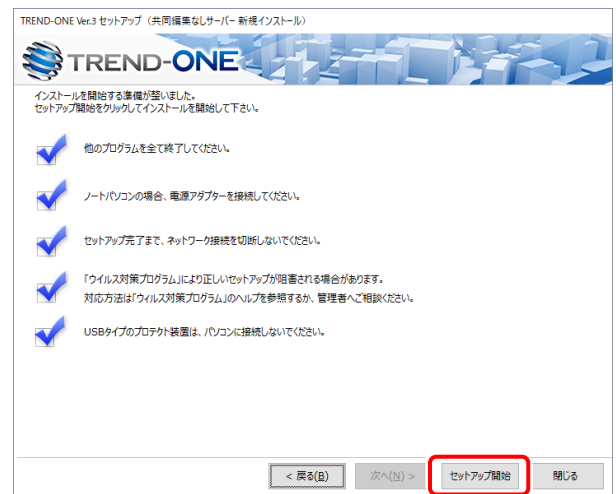 TREND-ONE Ver.3 セットアップ（共同編集なしサーバー 新規インストール）
TREND-ONE
インストールを開始する準備が整いました。
セットアップ開始をクリックしてインストールを開始して下さい。
他のプログラムを全て終了してください。
ノートパソコンの場合、電源アダプターを接続してください。
セットアップ完了まで、ネットワーク接続を切断しないでください。
「ウイルス対策プログラム」により正しいセットアップが阻害される場合があります。
対応方法は「ウイルス対策プログラム」のヘルプを参照するか、管理者へご相談ください。
USBタイプのプロテクト装置は、パソコンに接続しないでください。
< 戻る(B) 次へ(N) > セットアップ開始 閉じる